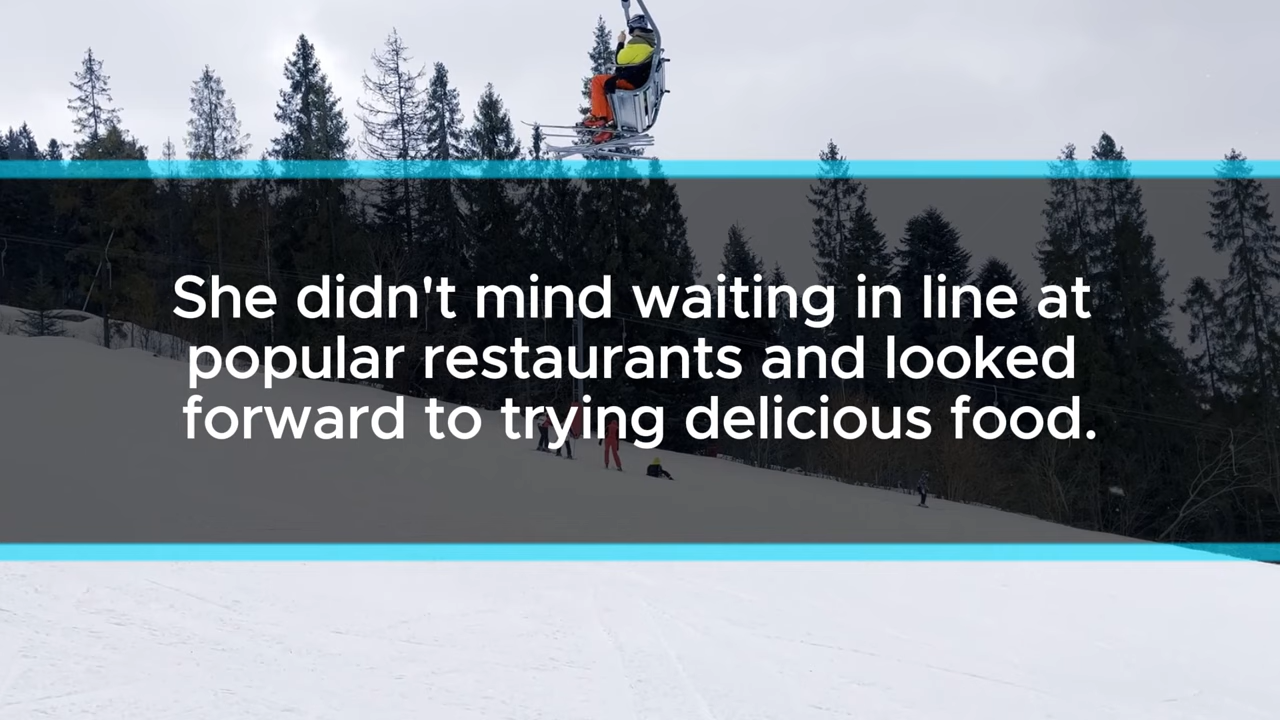 She didn't mind waiting in line at
popular restaurants and looked
forward to trying delicious food.